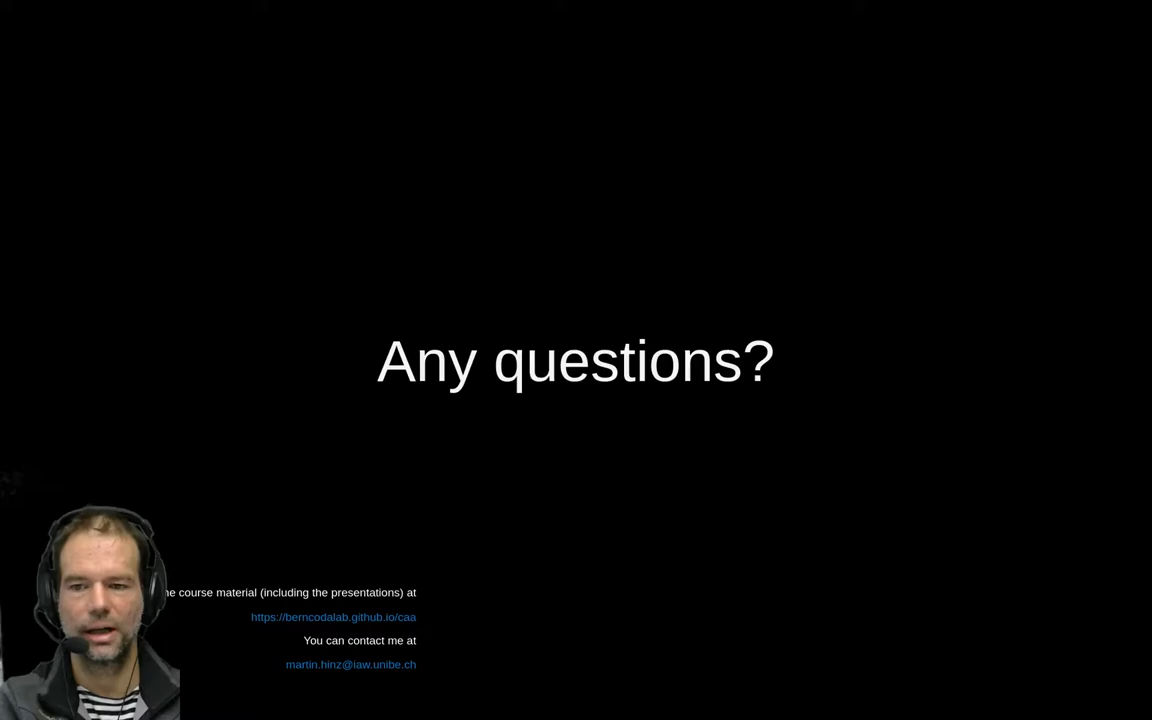 Any questions?
course material (including the presentations) at
https://berncodalab.github.io/caa
You can contact me at
martin.hinz@iaw.unibe.ch